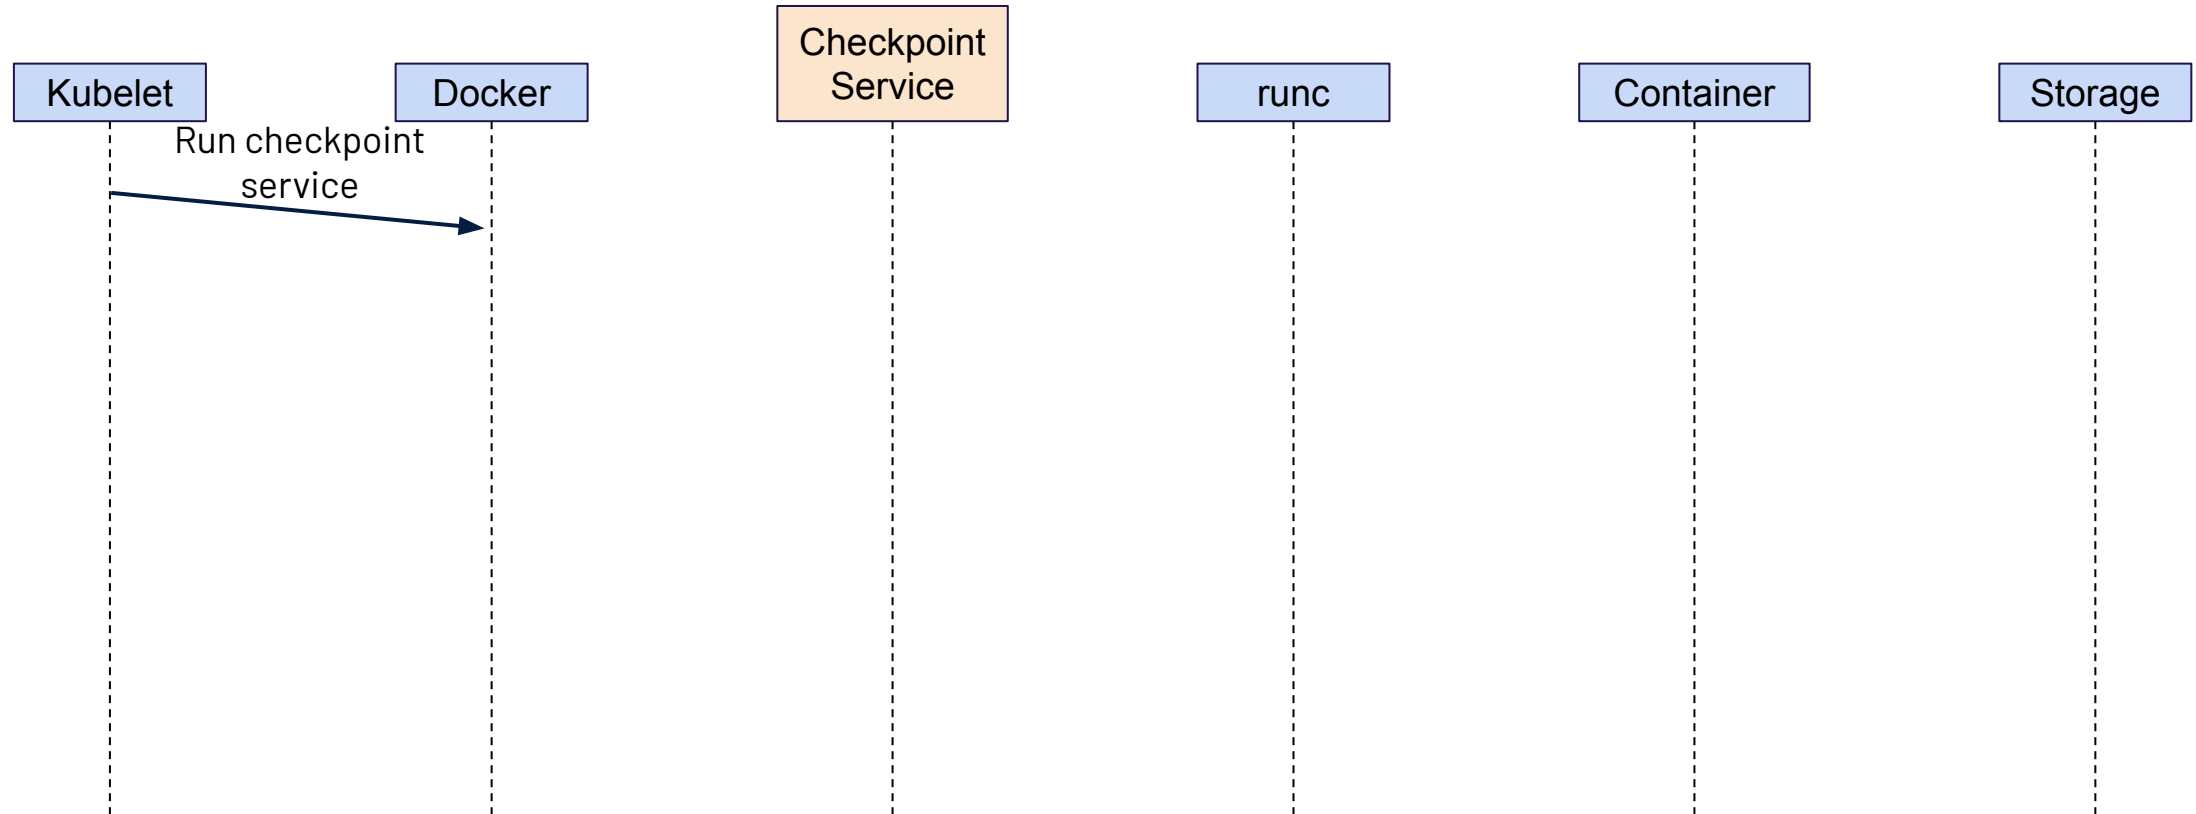 Checkpoint
Service
Kubelet
Docker
runc
Container
Storage
Run checkpoint
service